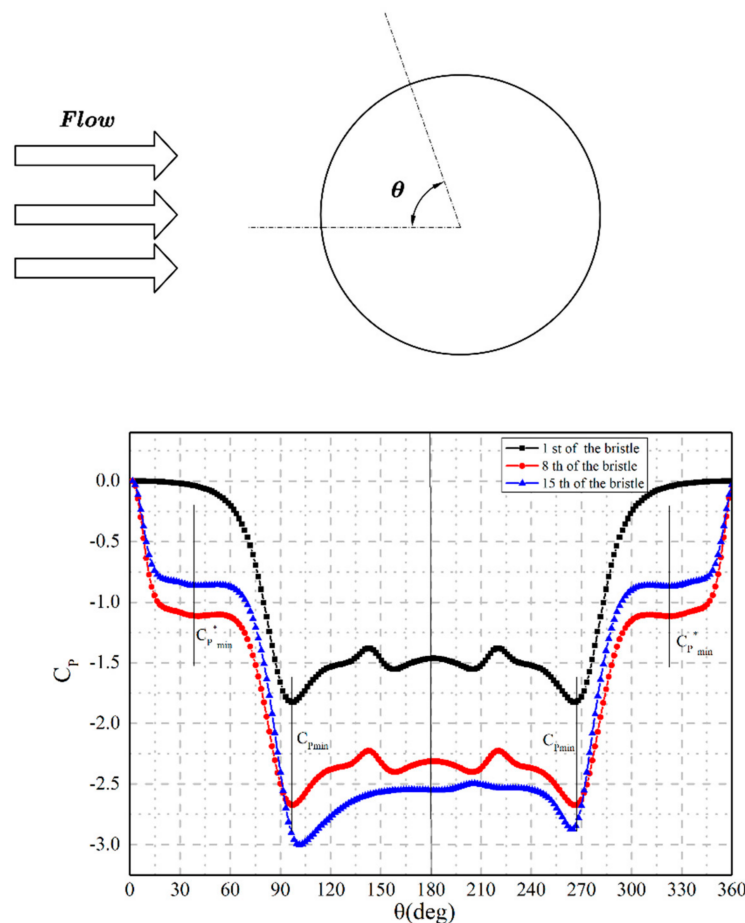 Flow
θ
1 st of the bristle
8 th of the bristle
15 th of the bristle
0.0
-0.5
-1.0
-1.5
-2.0
-2.5
-3.0
C_P
C_P*_min
C_P*_min
C_Pmin
C_Pmin
0 30 60 90 120 150 180 210 240 270 300 330 360
θ(deg)